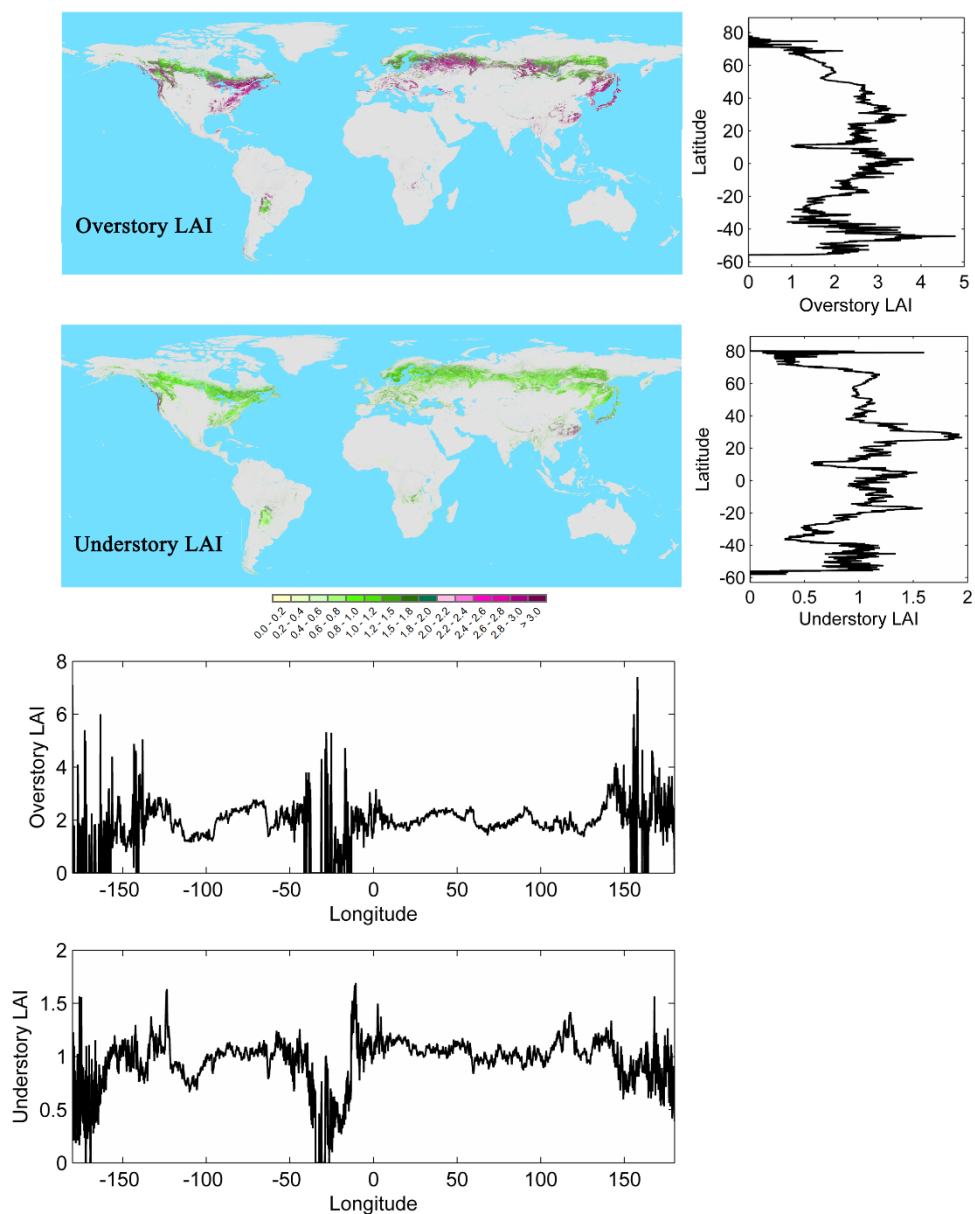 Overstory LAI
80
60
40
20
0
-20
-40
-60
Latitude
0 1 2 3 4 5
Overstory LAI
Understory LAI
80
60
40
20
0
-20
-40
-60
Latitude
0 0.5 1 1.5 2
Understory LAI
0.0 - 0.2
0.2 - 0.4
0.4 - 0.6
0.6 - 0.8
0.8 - 1.0
1.0 - 1.2
1.2 - 1.5
1.5 - 1.8
1.8 - 2.0
2.0 - 2.2
2.2 - 2.4
2.4 - 2.6
2.6 - 2.8
2.8 - 3.0
> 3.0
8
6
4
2
0
Overstory LAI
-150 -100 -50 0 50 100 150
Longitude
2
1.5
1
0.5
0
Understory LAI
-150 -100 -50 0 50 100 150
Longitude